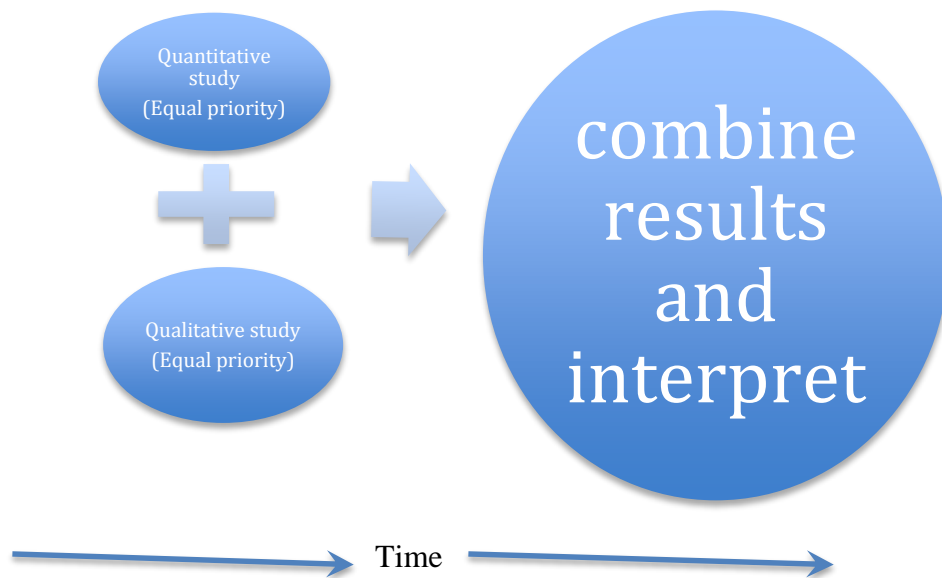 Quantitative
study
(Equal priority)
Qualitative study
(Equal priority)
combine
results
and
interpret
Time